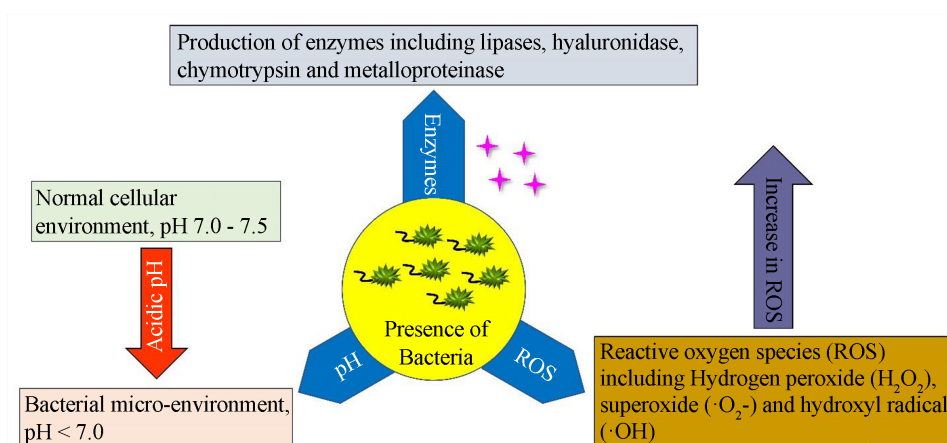 Production of enzymes including lipases, hyaluronidase,
chymotrypsin and metalloproteinase
Enzymes
Normal cellular
environment, pH 7.0 - 7.5
Acidic pH
Bacterial micro-environment,
pH < 7.0
Presence of
Bacteria
pH
ROS
Increase in ROS
Reactive oxygen species (ROS)
including Hydrogen peroxide (H₂O₂),
superoxide (·O₂-) and hydroxyl radical
(·OH)